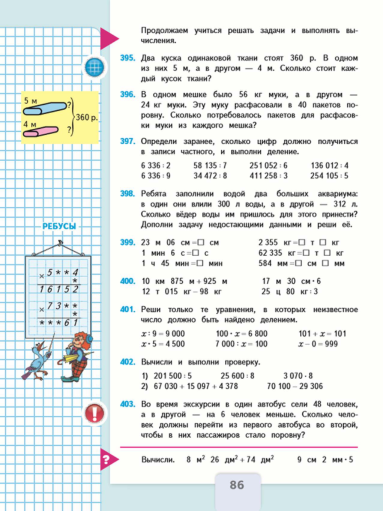 Продолжаем учиться решать задачи и выполнять вы-
числения.
395. Два куска одинаковой ткани стоят 360 р. В одном
из них 5 м, а в другом — 4 м. Сколько стоит каж-
дый кусок ткани?
5 м
4 м
?
?
360 р.
396. В одном мешке было 56 кг муки, а в другом —
24 кг муки. Эту муку расфасовали в 40 пакетов по-
ровну. Сколько потребовалось пакетов для расфасов-
ки муки из каждого мешка?
397. Определи заранее, сколько цифр должно получиться
в записи частного, и выполни деление.
6 336 : 2 58 135 : 7 251 052 : 6 136 012 : 4
6 336 : 9 34 472 : 8 411 258 : 3 254 105 : 5
398. Ребята заполнили водой два больших аквариума:
в один они влили 300 л воды, а в другой — 312 л.
Сколько вёдер воды им пришлось для этого принести?
Дополни задачу недостающими данными и реши её.
РЕБУСЫ
× 5 * * 4
*
1 6 1 5 2
× 7 3 * *
*
* * * 6 1
399. 23 м 06 см = □ см 2 355 кг = □ т □ кг
1 мин 6 с = □ с 62 335 кг = □ т □ кг
1 ч 45 мин = □ мин 584 мм = □ см □ мм
400. 10 км 875 м + 925 м 17 м 30 см · 6
12 т 015 кг − 98 кг 25 ц 80 кг : 3
401. Реши только те уравнения, в которых неизвестное
число должно быть найдено делением.
x : 9 = 9 000 100 · x = 6 800 101 + x = 101
x · 5 = 4 500 7 000 : x = 100 x − 0 = 999
402. Вычисли и выполни проверку.
1) 201 500 : 5 25 600 : 8 3 070 · 8
2) 67 030 + 15 097 + 4 378 70 100 − 29 306
403. Во время экскурсии в один автобус сели 48 человек,
а в другой — на 6 человек меньше. Сколько чело-
век должны перейти из первого автобуса во второй,
чтобы в них пассажиров стало поровну?
!
?
Вычисли. 8 м² 26 дм² + 74 дм² 9 см 2 мм · 5
86